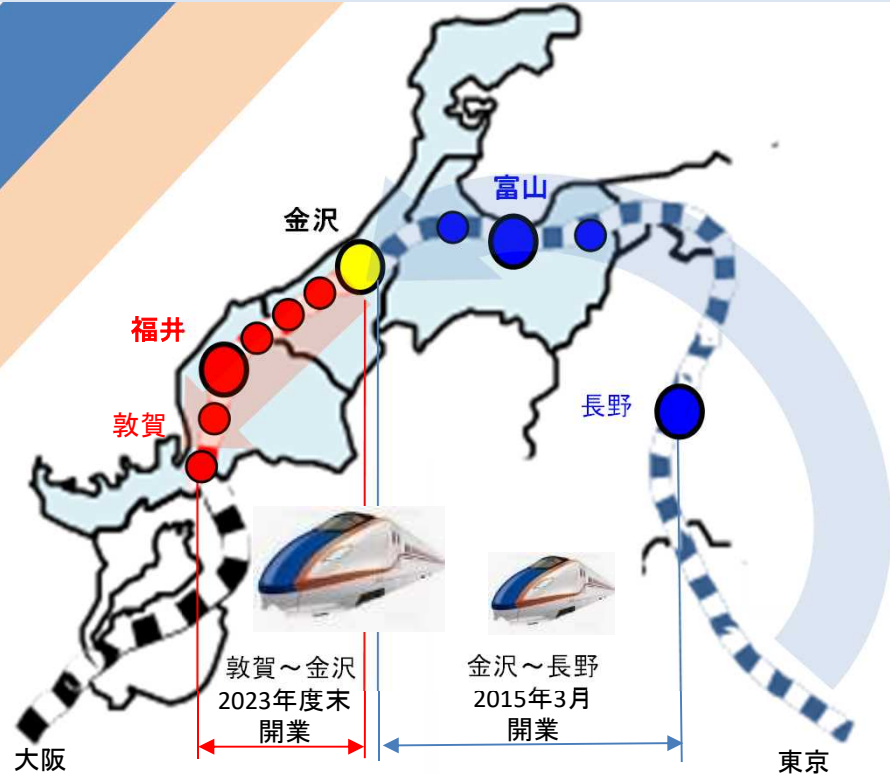 富山
金沢
福井
長野
敦賀
敦賀～金沢
2023年度末
開業
金沢～長野
2015年3月
開業
大阪
東京